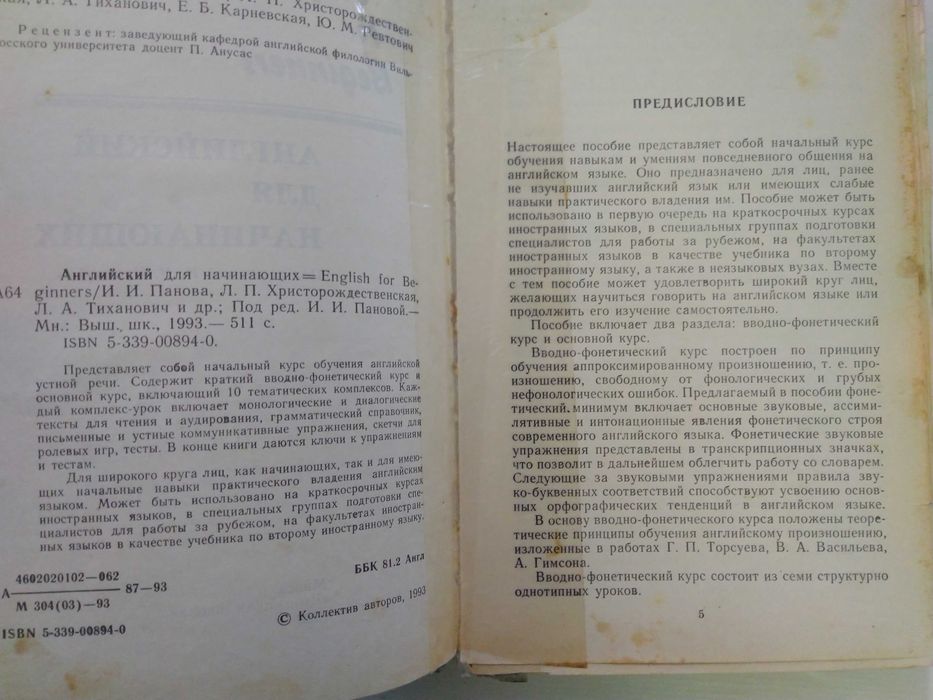 Л. П. Христорождествен-
Л. А. Тиханович, Е. Б. Карневская, Ю. М. Ревтович
Рецензент: заведующий кафедрой английской филологии Виль-
нюсского университета доцент П. Анусас
Beginners
АНГЛИЙСКИЙ
ДЛЯ
НАЧИНАЮЩИХ
Английский для начинающих = English for Be-
А64 ginners/И. И. Панова, Л. П. Христорождественская,
Л. А. Тиханович и др.; Под ред. И. И. Пановой.—
Мн.: Выш. шк., 1993.— 511 с.
ISBN 5-339-00894-0.
Представляет собой начальный курс обучения английской
устной речи. Содержит краткий вводно-фонетический курс и
основной курс, включающий 10 тематических комплексов. Каж-
дый комплекс-урок включает монологические и диалогические
тексты для чтения и аудирования, грамматический справочник,
письменные и устные коммуникативные упражнения, скетчи для
ролевых игр, тесты. В конце книги даются ключи к упражнениям
и тестам.
Для широкого круга лиц, как начинающих, так и для имею-
щих начальные навыки практического владения английским
языком. Может быть использовано на краткосрочных курсах
иностранных языков, в специальных группах подготовки спе-
циалистов для работы за рубежом, на факультетах иностран-
ных языков в качестве учебника по второму иностранному языку.
4602020102—062
А 87—93
М 304(03)—93
ББК 81.2 Англ
© Коллектив авторов, 1993
ISBN 5-339-00894-0
ПРЕДИСЛОВИЕ
Настоящее пособие представляет собой начальный курс
обучения навыкам и умениям повседневного общения на
английском языке. Оно предназначено для лиц, ранее
не изучавших английский язык или имеющих слабые
навыки практического владения им. Пособие может быть
использовано в первую очередь на краткосрочных курсах
иностранных языков, в специальных группах подготовки
специалистов для работы за рубежом, на факультетах
иностранных языков в качестве учебника по второму
иностранному языку, а также в неязыковых вузах. Вместе
с тем пособие может удовлетворить широкий круг лиц,
желающих научиться говорить на английском языке или
продолжить его изучение самостоятельно.
Пособие включает два раздела: вводно-фонетический
курс и основной курс.
Вводно-фонетический курс построен по принципу
обучения аппроксимированному произношению, т. е. про-
изношению, свободному от фонологических и грубых
нефонологических ошибок. Предлагаемый в пособии фоне-
тический минимум включает основные звуковые, ассими-
лятивные и интонационные явления фонетического строя
современного английского языка. Фонетические звуковые
упражнения представлены в транскрипционных значках,
что позволит в дальнейшем облегчить работу со словарем.
Следующие за звуковыми упражнениями правила зву-
ко-буквенных соответствий способствуют усвоению основ-
ных орфографических тенденций в английском языке.
В основу вводно-фонетического курса положены теоре-
тические принципы обучения английскому произношению,
изложенные в работах Г. П. Торсуева, В. А. Васильева,
А. Гимсона.
Вводно-фонетический курс состоит из семи структурно
однотипных уроков.
5